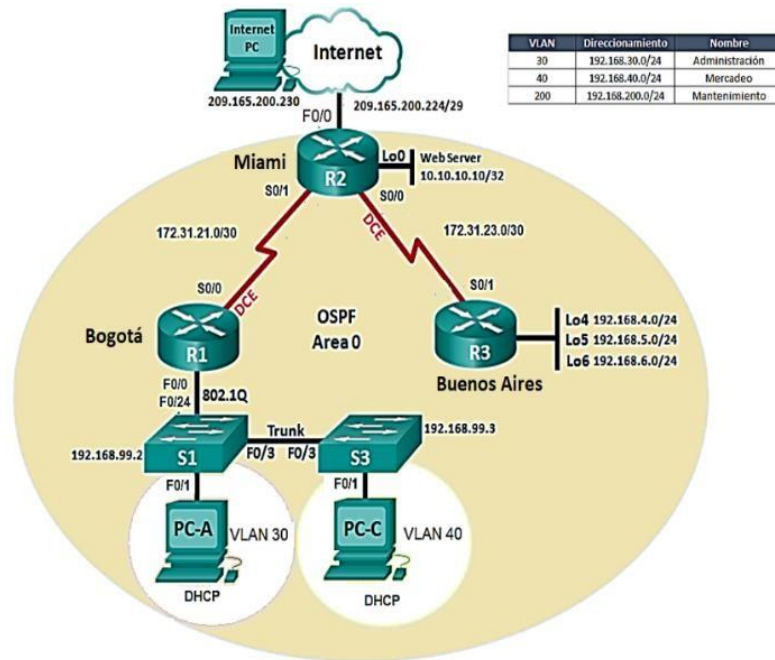 Internet
PC
Internet
209.165.200.230
209.165.200.224/29
F0/0
VLAN Direccionamiento Nombre
30 192.168.30.0/24 Administración
40 192.168.40.0/24 Mercadeo
200 192.168.200.0/24 Mantenimiento
Miami
R2
Lo0
Web Server
10.10.10.10/32
S0/1
S0/0
DCE
172.31.21.0/30
172.31.23.0/30
S0/0
DCE
S0/1
OSPF
Area 0
Bogotá
R1
R3
Buenos Aires
Lo4 192.168.4.0/24
Lo5 192.168.5.0/24
Lo6 192.168.6.0/24
F0/0
802.1Q
F0/24
Trunk
192.168.99.2
192.168.99.3
S1
F0/3
F0/3
S3
F0/1
F0/1
PC-A
VLAN 30
PC-C
VLAN 40
DHCP
DHCP